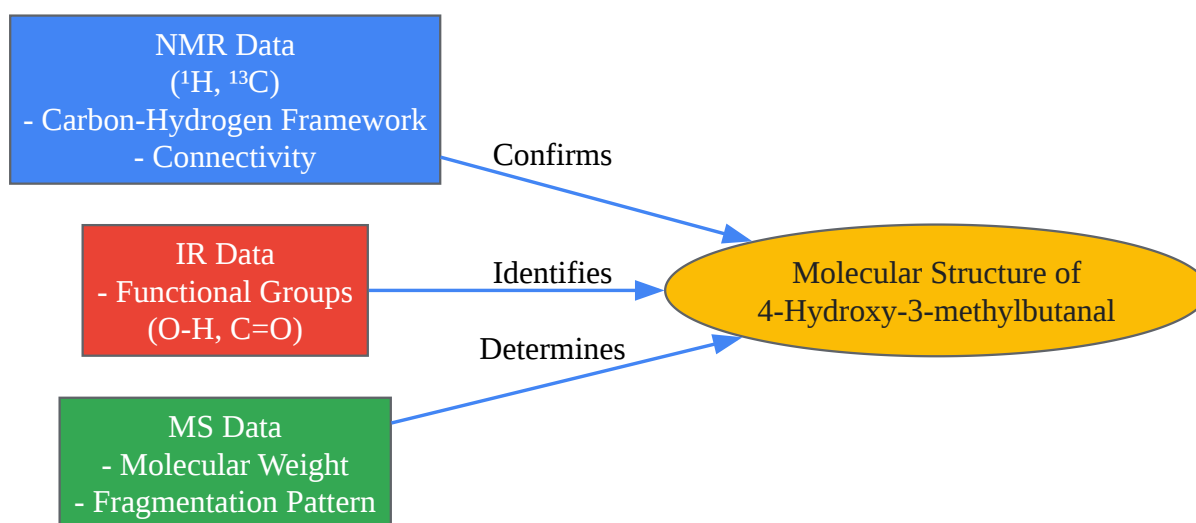 NMR Data
(¹H, ¹³C)
- Carbon-Hydrogen Framework
- Connectivity
Confirms
IR Data
- Functional Groups
(O-H, C=O)
Identifies
MS Data
- Molecular Weight
- Fragmentation Pattern
Determines
Molecular Structure of
4-Hydroxy-3-methylbutanal